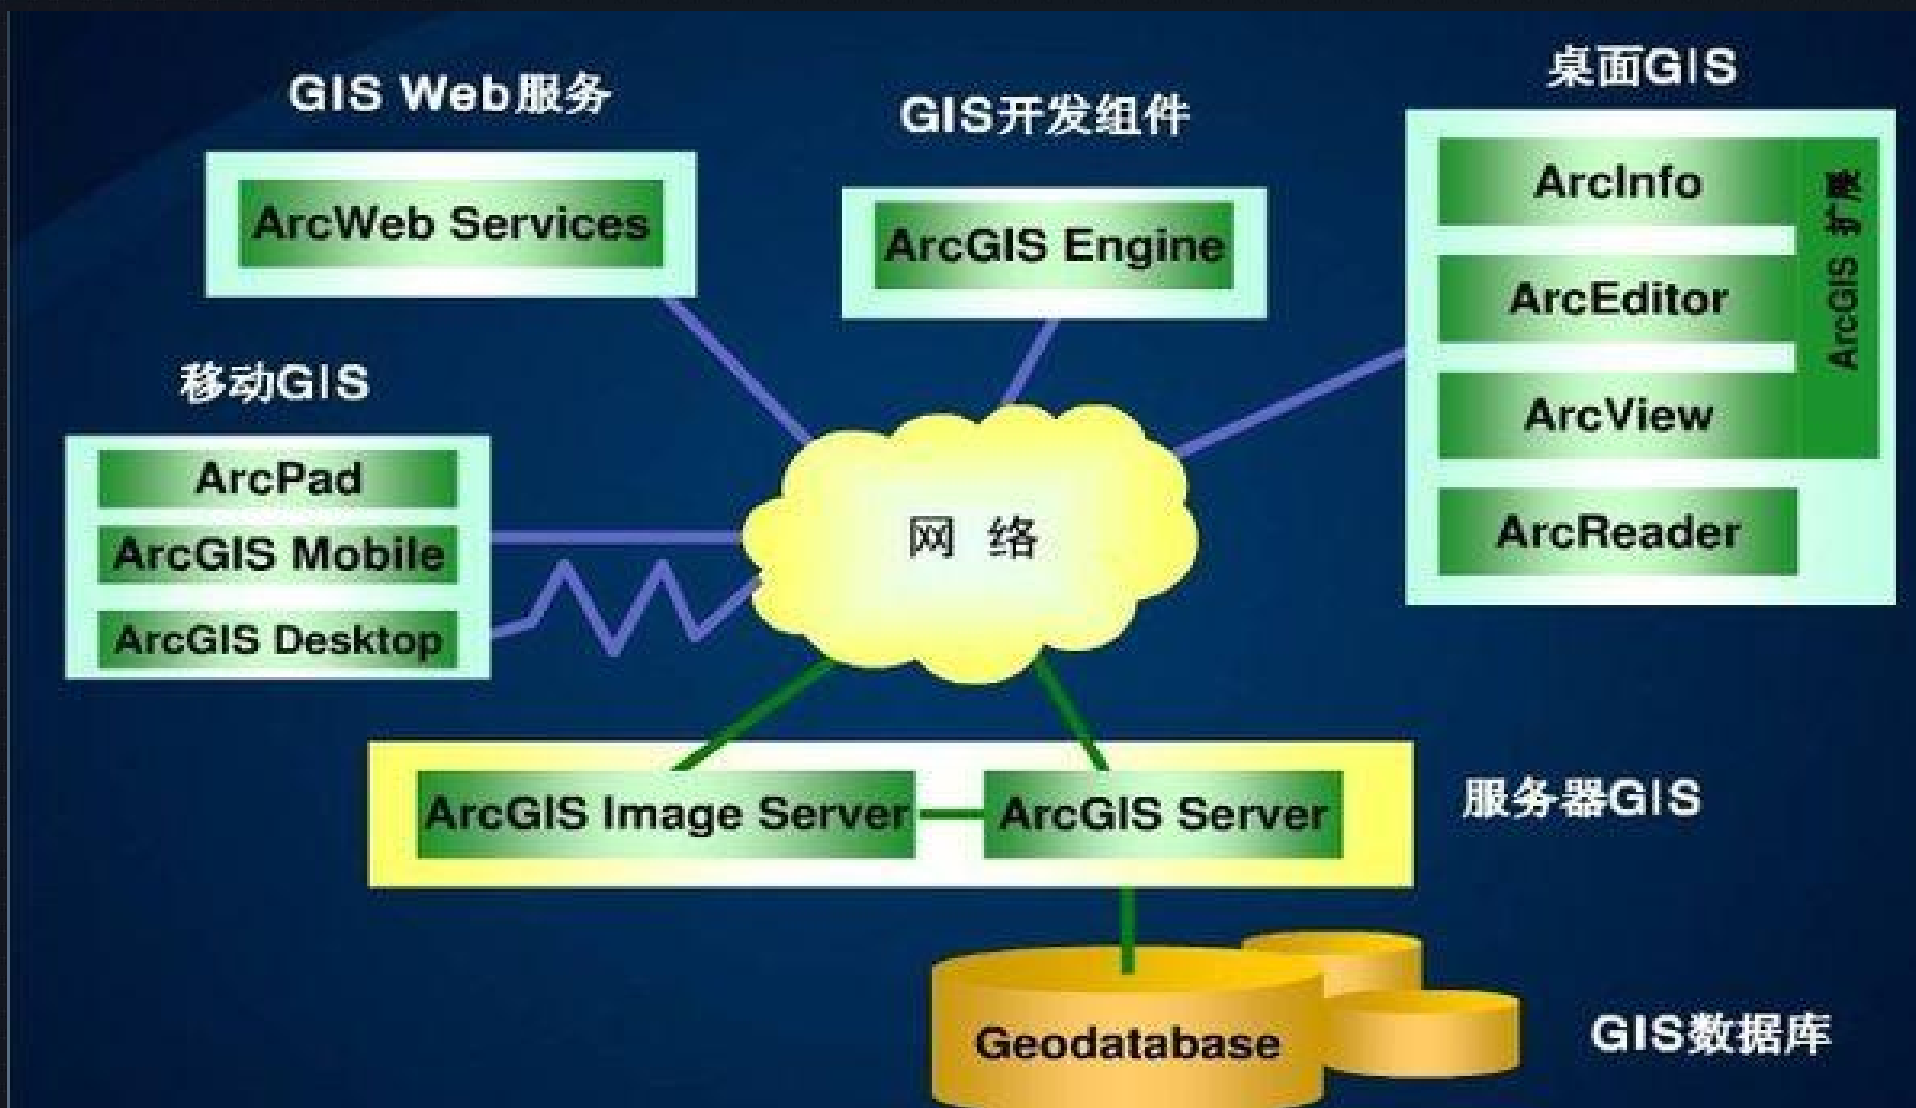 GIS Web服务
ArcWeb Services
GIS开发组件
ArcGIS Engine
桌面GIS
ArcInfo
ArcEditor
ArcView
ArcReader
ArcGIS 扩展
移动GIS
ArcPad
ArcGIS Mobile
ArcGIS Desktop
网 络
ArcGIS Image Server
ArcGIS Server
服务器GIS
Geodatabase
GIS数据库